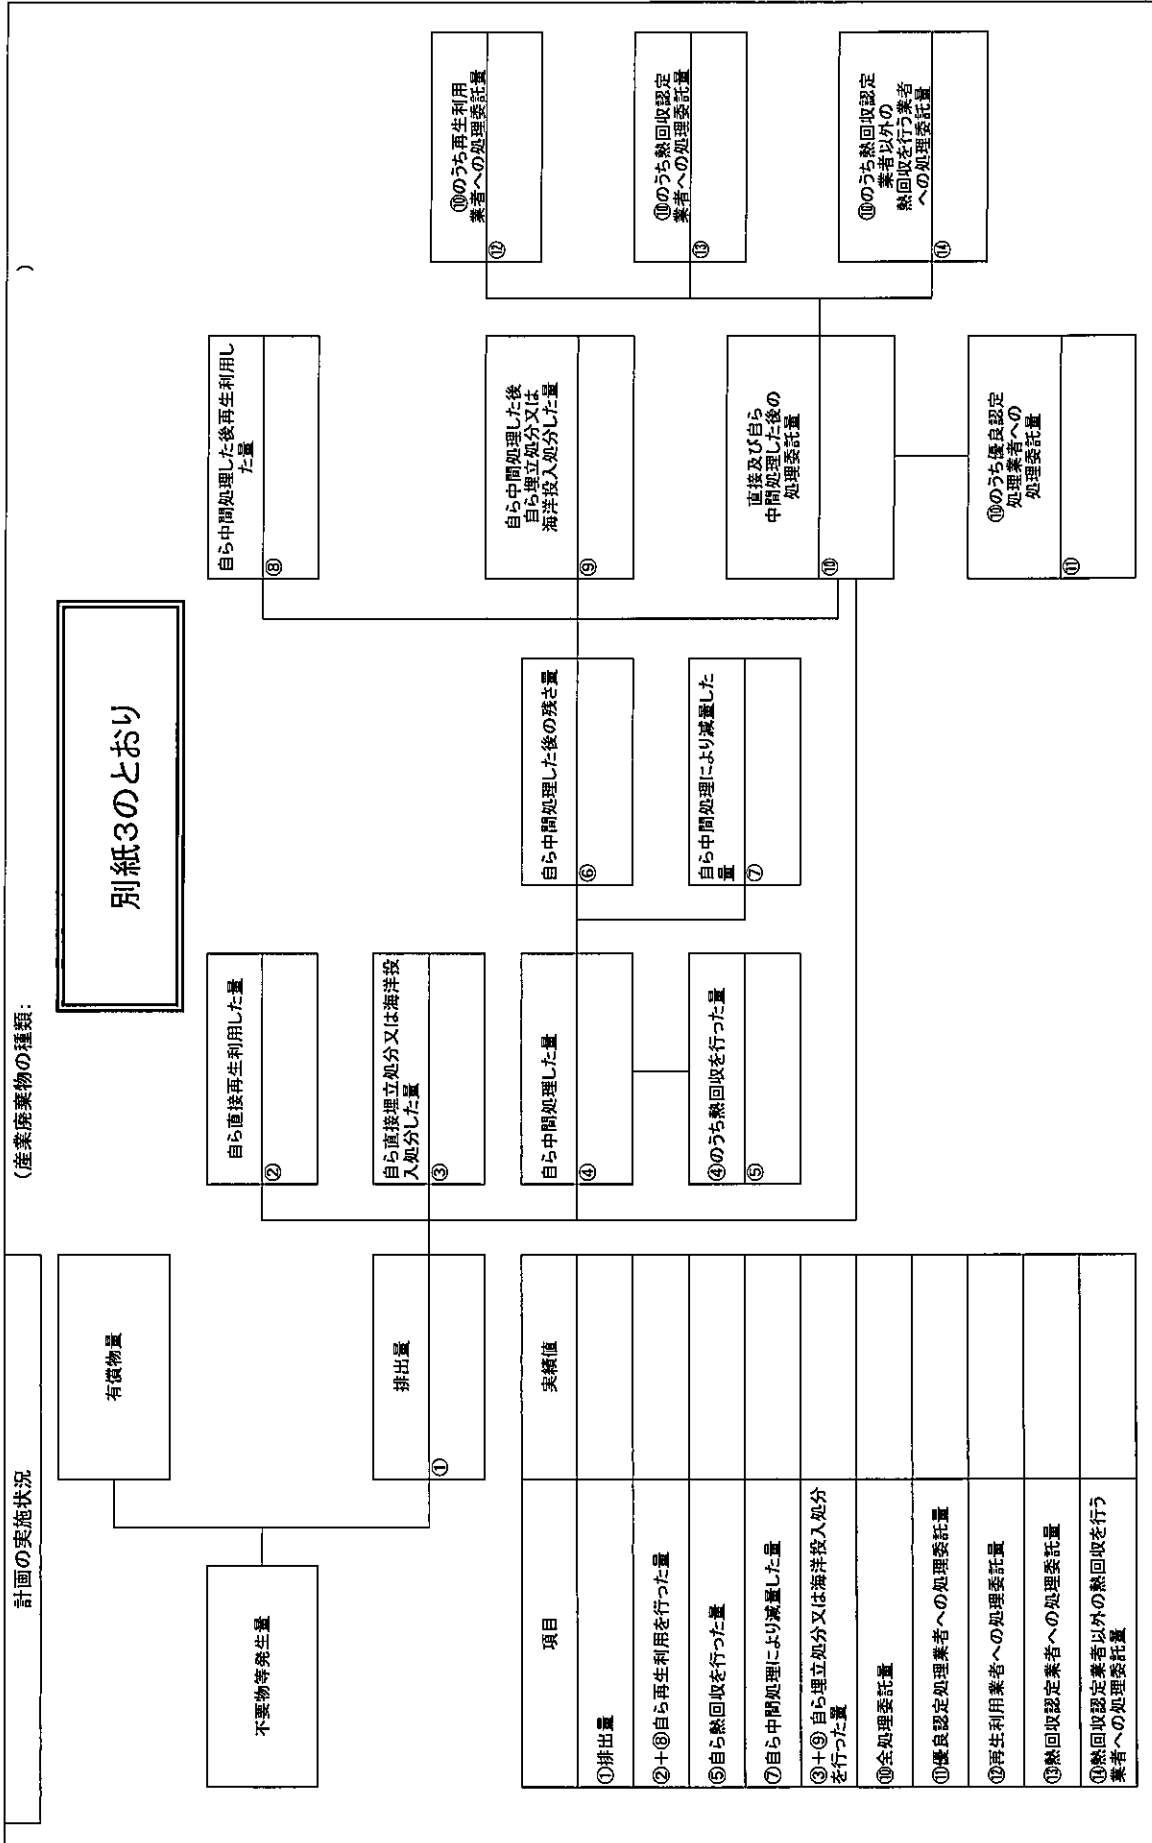 計画の実施状況
(産業廃棄物の種類:
)
別紙3のとおり
不要物等発生量
有償物量
排出量
①
自ら直接再生利用した量
②
自ら直接埋立処分又は海洋投
入処分した量
③
自ら中間処理した量
④
④のうち熱回収を行った量
⑤
自ら中間処理した後の残さ量
⑥
自ら中間処理により減量した
量
⑦
自ら中間処理した後再生利用し
た量
⑧
自ら中間処理した後
自ら埋立処分又は
海洋投入処分した量
⑨
直接及び自ら
中間処理した後の
処理委託量
⑩
⑩のうち優良認定
処理業者への
処理委託量
⑪
⑩のうち再生利用
業者への処理委託量
⑫
⑩のうち熱回収認定
業者への処理委託量
⑬
⑩のうち熱回収認定
業者以外の
熱回収を行う業者
への処理委託量
⑭
項目
実績値
①排出量
②+⑧自ら再生利用を行った量
⑤自ら熱回収を行った量
⑦自ら中間処理により減量した量
③+⑨ 自ら埋立処分又は海洋投入処分
を行った量
⑩全処理委託量
⑪優良認定処理業者への処理委託量
⑫再生利用業者への処理委託量
⑬熱回収認定業者への処理委託量
⑭熱回収認定業者以外の熱回収を行う
業者への処理委託量